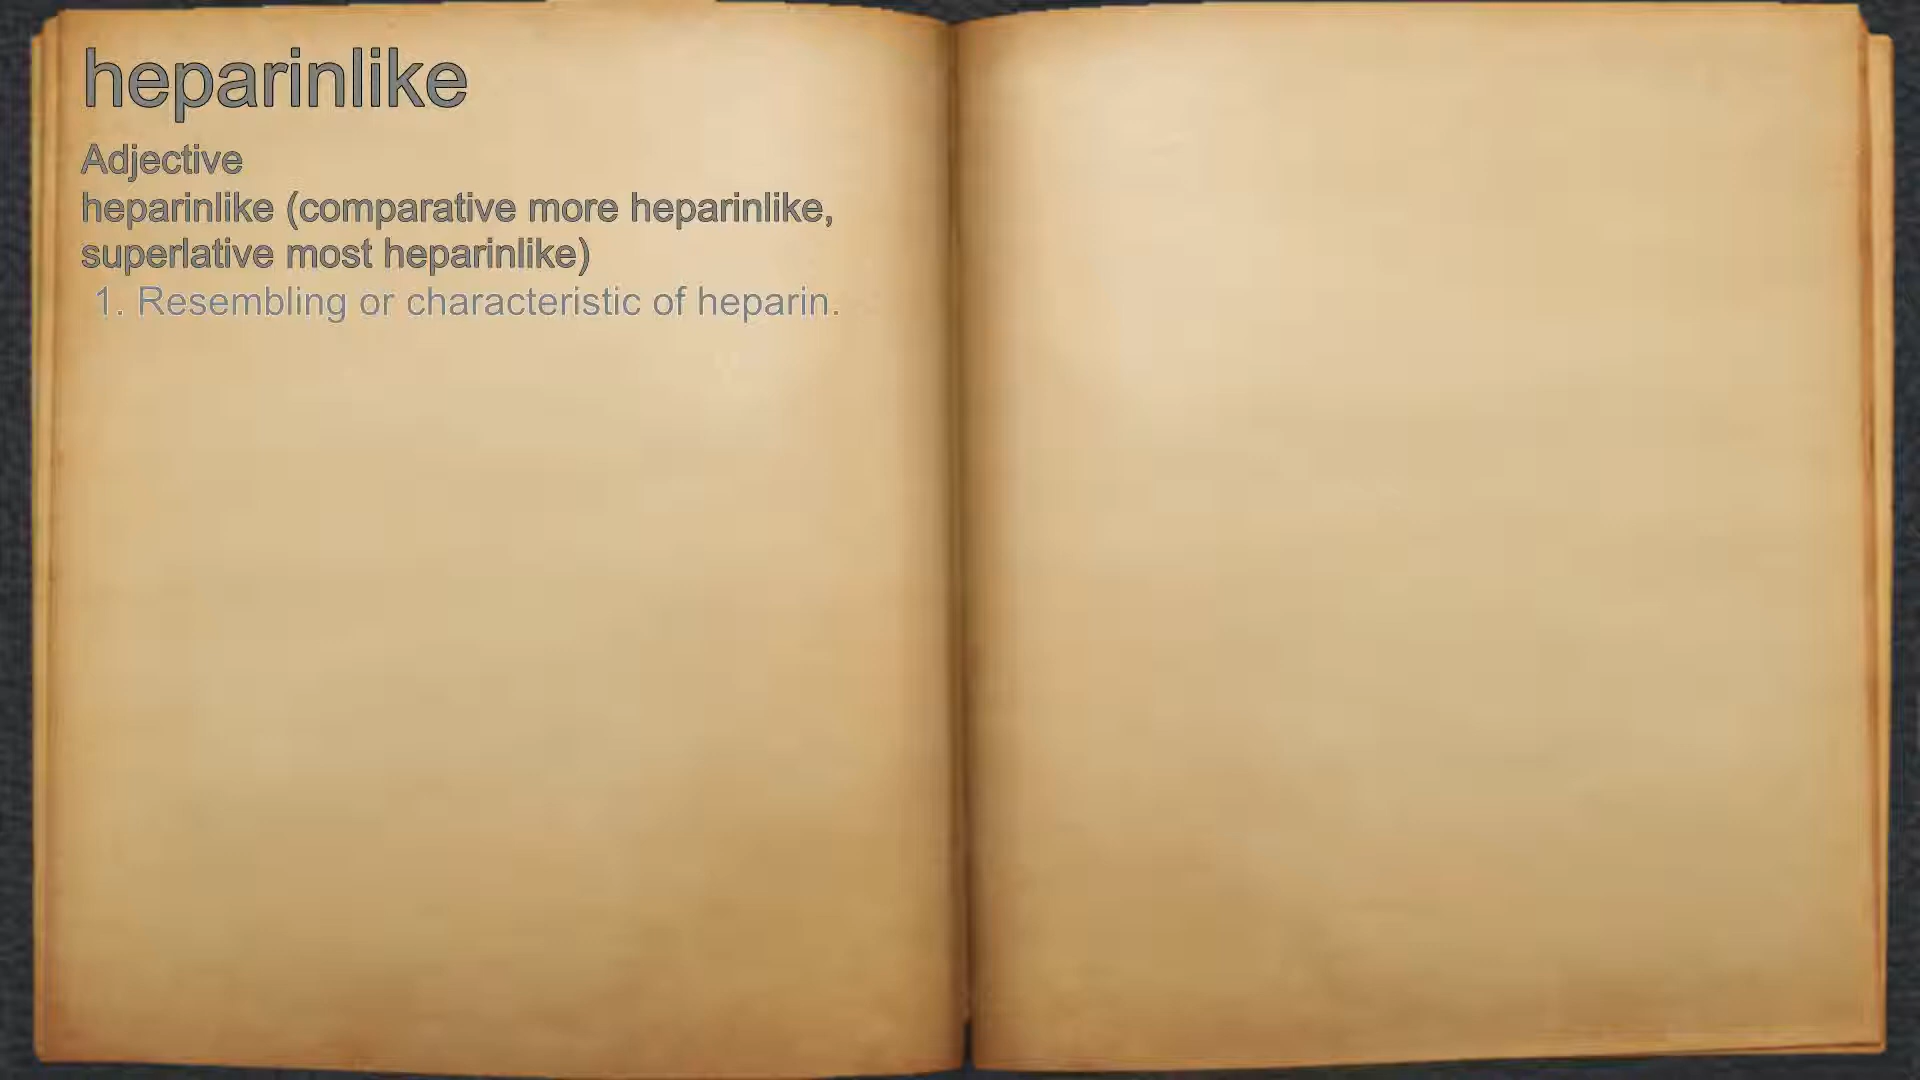 heparinlike
Adjective
heparinlike (comparative more heparinlike,
superlative most heparinlike)
1. Resembling or characteristic of heparin.